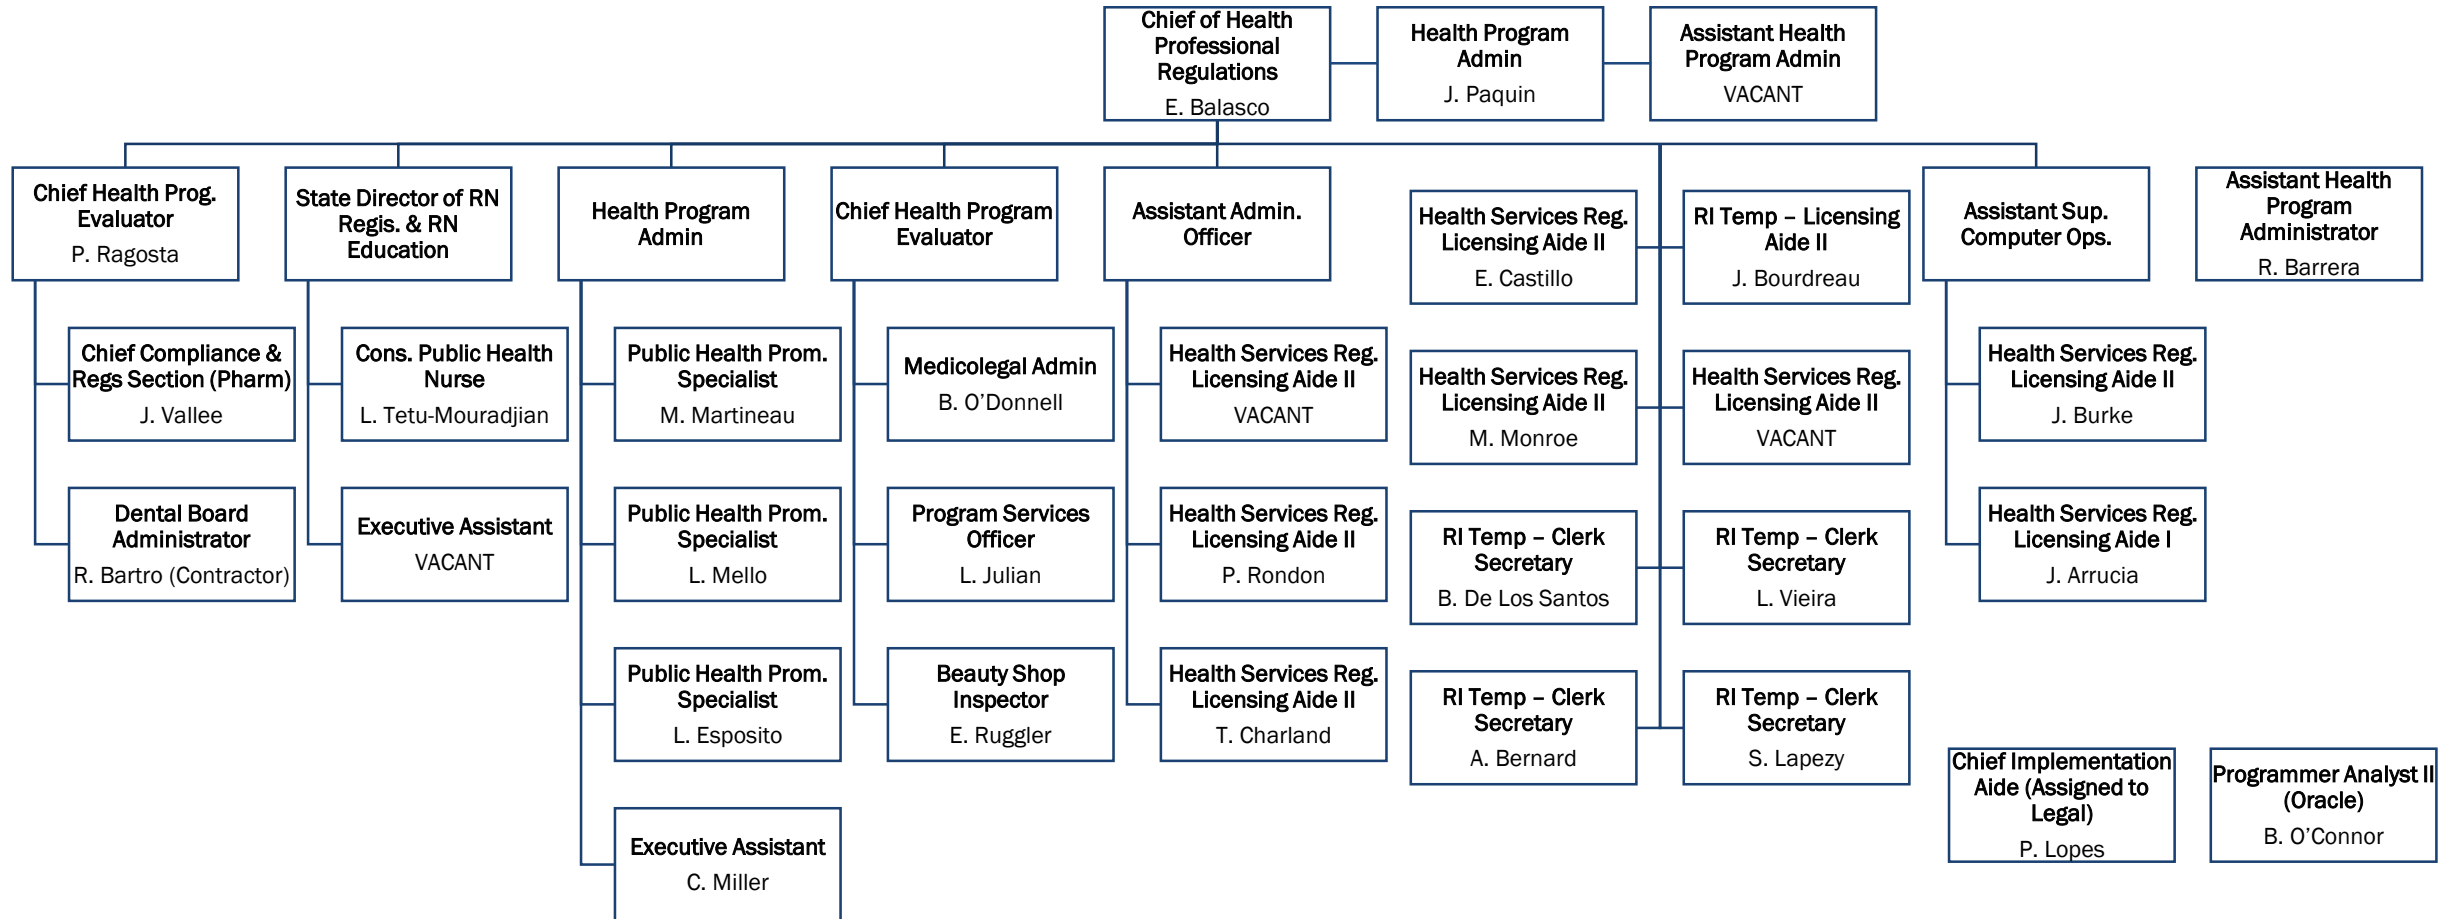 Chief of Health
Professional
Regulations
E. Balasco
Health Program
Admin
J. Paquin
Assistant Health
Program Admin
VACANT
Chief Health Prog.
Evaluator
P. Ragosta
State Director of RN
Regis. & RN
Education
Health Program
Admin
Chief Health Program
Evaluator
Assistant Admin.
Officer
Health Services Reg.
Licensing Aide II
E. Castillo
RI Temp – Licensing
Aide II
J. Bourdreau
Assistant Sup.
Computer Ops.
Assistant Health
Program
Administrator
R. Barrera
Chief Compliance &
Regs Section (Pharm)
J. Vallee
Cons. Public Health
Nurse
L. Tetu-Mouradjian
Public Health Prom.
Specialist
M. Martineau
Medicolegal Admin
B. O’Donnell
Health Services Reg.
Licensing Aide II
VACANT
Health Services Reg.
Licensing Aide II
M. Monroe
Health Services Reg.
Licensing Aide II
VACANT
Health Services Reg.
Licensing Aide II
J. Burke
Dental Board
Administrator
R. Bartro (Contractor)
Executive Assistant
VACANT
Public Health Prom.
Specialist
L. Mello
Program Services
Officer
L. Julian
Health Services Reg.
Licensing Aide II
P. Rondon
RI Temp – Clerk
Secretary
B. De Los Santos
RI Temp – Clerk
Secretary
L. Vieira
Health Services Reg.
Licensing Aide I
J. Arrucia
Public Health Prom.
Specialist
L. Esposito
Beauty Shop
Inspector
E. Ruggler
Health Services Reg.
Licensing Aide II
T. Charland
RI Temp – Clerk
Secretary
A. Bernard
RI Temp – Clerk
Secretary
S. Lapezy
Chief Implementation
Aide (Assigned to
Legal)
P. Lopes
Programmer Analyst II
(Oracle)
B. O’Connor
Executive Assistant
C. Miller